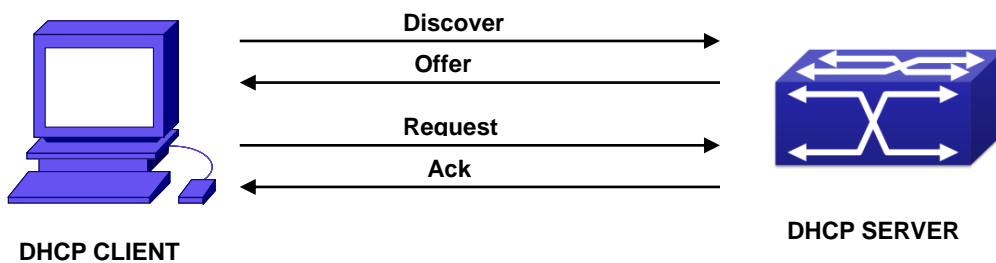 Discover
Offer
Request
Ack
DHCP CLIENT
DHCP SERVER